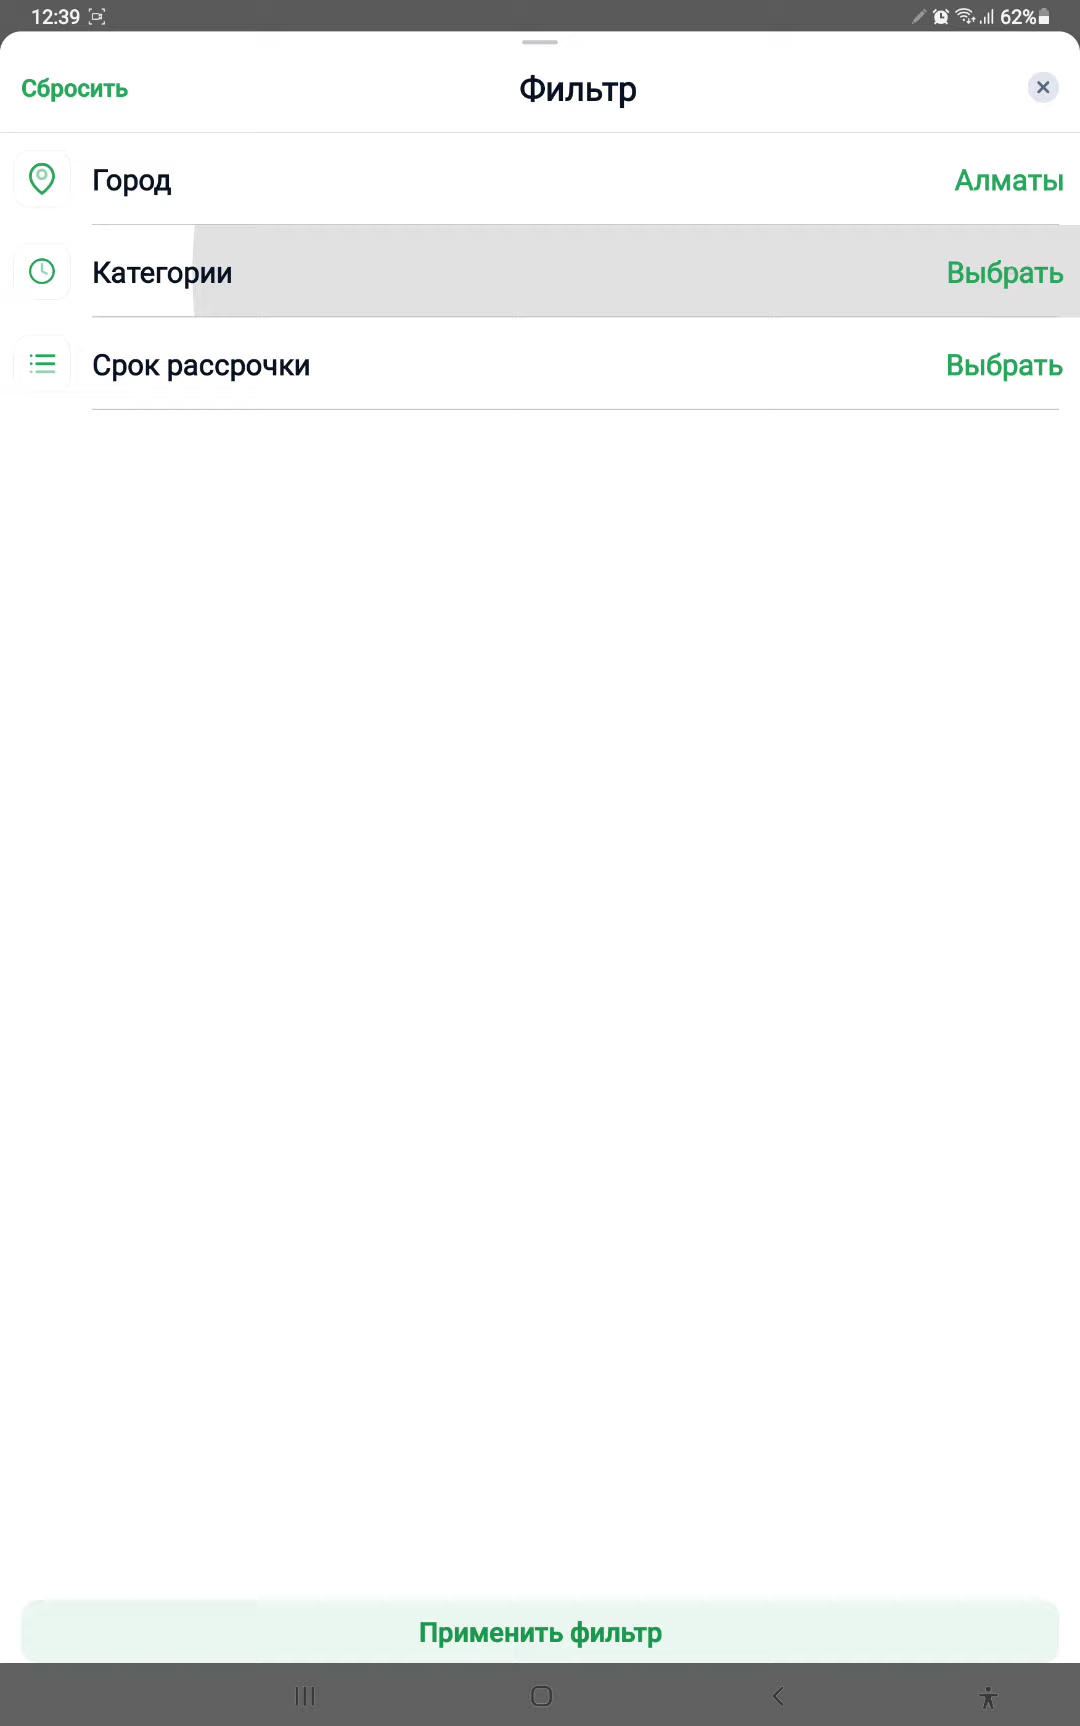 12:39 62%
Сбросить Фильтр
Город Алматы
Категории Выбрать
Срок рассрочки Выбрать
Применить фильтр